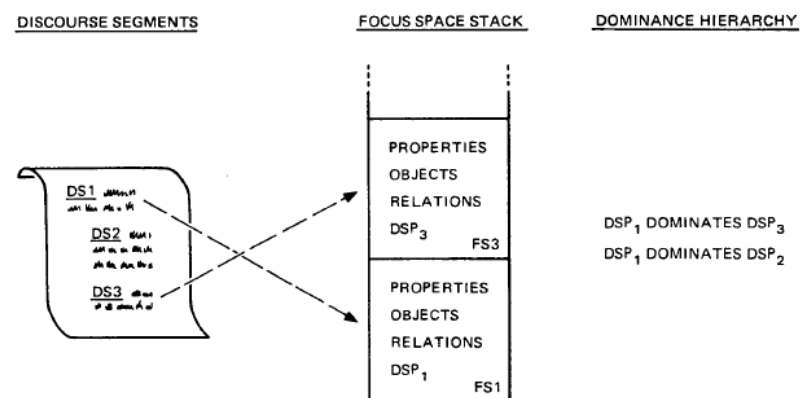 DISCOURSE SEGMENTS
FOCUS SPACE STACK
DOMINANCE HIERARCHY
DS1
DS2
DS3
PROPERTIES
OBJECTS
RELATIONS
DSP₃
FS3
PROPERTIES
OBJECTS
RELATIONS
DSP₁
FS1
DSP₁ DOMINATES DSP₃
DSP₁ DOMINATES DSP₂